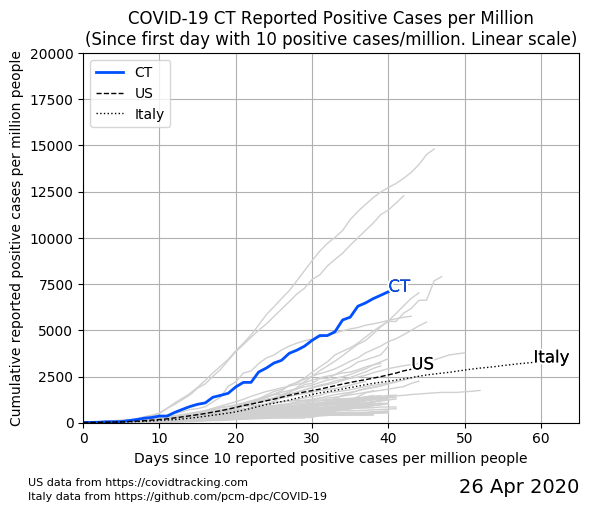 COVID-19 CT Reported Positive Cases per Million
(Since first day with 10 positive cases/million. Linear scale)
Cumulative reported positive cases per million people
20000
17500
15000
12500
10000
7500
5000
2500
0
CT
US
Italy
CT
US
Italy
0 10 20 30 40 50 60
Days since 10 reported positive cases per million people
US data from https://covidtracking.com
Italy data from https://github.com/pcm-dpc/COVID-19
26 Apr 2020